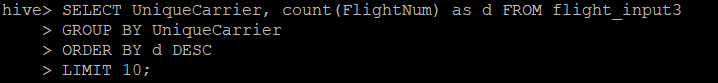 hive> SELECT UniqueCarrier, count(FlightNum) as d FROM flight_input3
> GROUP BY UniqueCarrier
> ORDER BY d DESC
> LIMIT 10;